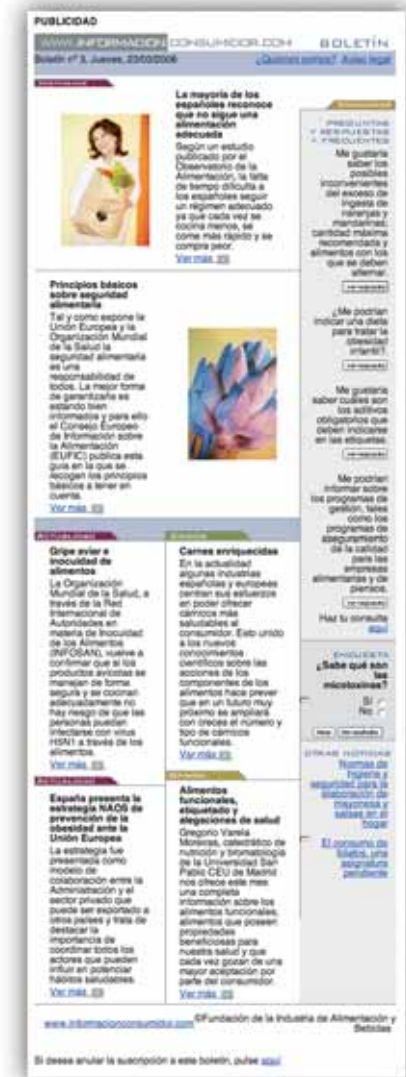 PUBLICIDAD
WWW.INFORMACION CONSUMIDOR.COM
BOLETÍN
Boletín nº 3, Jueves, 23/03/2006
¿Quiénes somos? Aviso legal
La mayoría de los
españoles reconoce
que no sigue una
alimentación
adecuada
Según un estudio
publicado por el
Observatorio de la
Alimentación, la falta
de tiempo dificulta a
los españoles seguir
un régimen adecuado
ya que cada vez se
cocina menos, se
come más rápido y se
compra peor.
Ver más
Principios básicos
sobre seguridad
alimentaria
Tal y como expone la
Unión Europea y la
Organización Mundial
de la Salud la
seguridad alimentaria
es una
responsabilidad de
todos. La mejor forma
de garantizarla es
estando bien
informados y para ello
el Consejo Europeo
de Información sobre
la Alimentación
(EUFIC) publica esta
guía en la que se
recogen los principios
básicos a tener en
cuenta.
Ver más
ACTUALIDAD
Gripe aviar e
inocuidad de
alimentos
La Organización
Mundial de la Salud, a
través de la Red
Internacional de
Autoridades en
materia de Inocuidad
de los Alimentos
(INFOSAN), vuelve a
confirmar que si los
productos avícolas se
manejan de forma
segura y se cocinan
adecuadamente no
hay riesgo de que las
personas puedan
infectarse con virus
H5N1 a través de los
alimentos.
Ver más
Carnes enriquecidas
En la actualidad
algunas industrias
españolas y europeas
centran sus esfuerzos
en poder ofrecer
cárnicos más
saludables al
consumidor. Esto unido
a los nuevos
conocimientos
científicos sobre las
acciones de los
componentes de los
alimentos hace prever
que en un futuro muy
próximo se ampliará
con creces el número y
tipo de cárnicos
funcionales.
Ver más
ACTUALIDAD
España presenta la
estrategia NAOS de
prevención de la
obesidad ante la
Unión Europea
La estrategia fue
presentada como
modelo de
colaboración entre la
Administración y el
sector privado que
puede ser exportado a
otros países y trata de
destacar la
importancia de
coordinar todos los
actores que pueden
influir en potenciar
hábitos saludables.
Ver más
Alimentos
funcionales,
etiquetado y
alegaciones de salud
Gregorio Varela
Moreiras, catedrático de
nutrición y bromatología
de la Universidad San
Pablo CEU de Madrid
nos ofrece este mes
una completa
información sobre los
alimentos funcionales,
alimentos que poseen
propiedades
beneficiosas para
nuestra salud y que
cada vez gozan de una
mayor aceptación por
parte del consumidor.
Ver más
PREGUNTAS
Y RESPUESTAS
+ FRECUENTES
Me gustaría
saber los
posibles
inconvenientes
del exceso de
ingesta de
naranjas y
mandarinas,
cantidad máxima
recomendada y
alimentos con los
que se deben
alternar.
¿Me podrían
indicar una dieta
para tratar la
obesidad
infantil?
Me gustaría
saber cuáles son
los aditivos
obligatorios que
deben indicarse
en las etiquetas.
Me podrían
informar sobre
los programas de
gestión, tales
como los
programas de
aseguramiento
de la calidad
para las
empresas
alimentarias y de
piensos.
Haz tu consulta
aquí
ENCUESTA
¿Sabe qué son
las
micotoxinas?
Sí
No
OTRAS NOTICIAS
Normas de
higiene y
seguridad para la
elaboración de
mayonesa y
salsas en el
hogar
El consumo de
folatos, una
asignatura
pendiente
www.informacionconsumidor.com
©Fundación de la Industria de Alimentación y
Bebidas
Si desea anular la suscripción a este boletín, pulse aquí